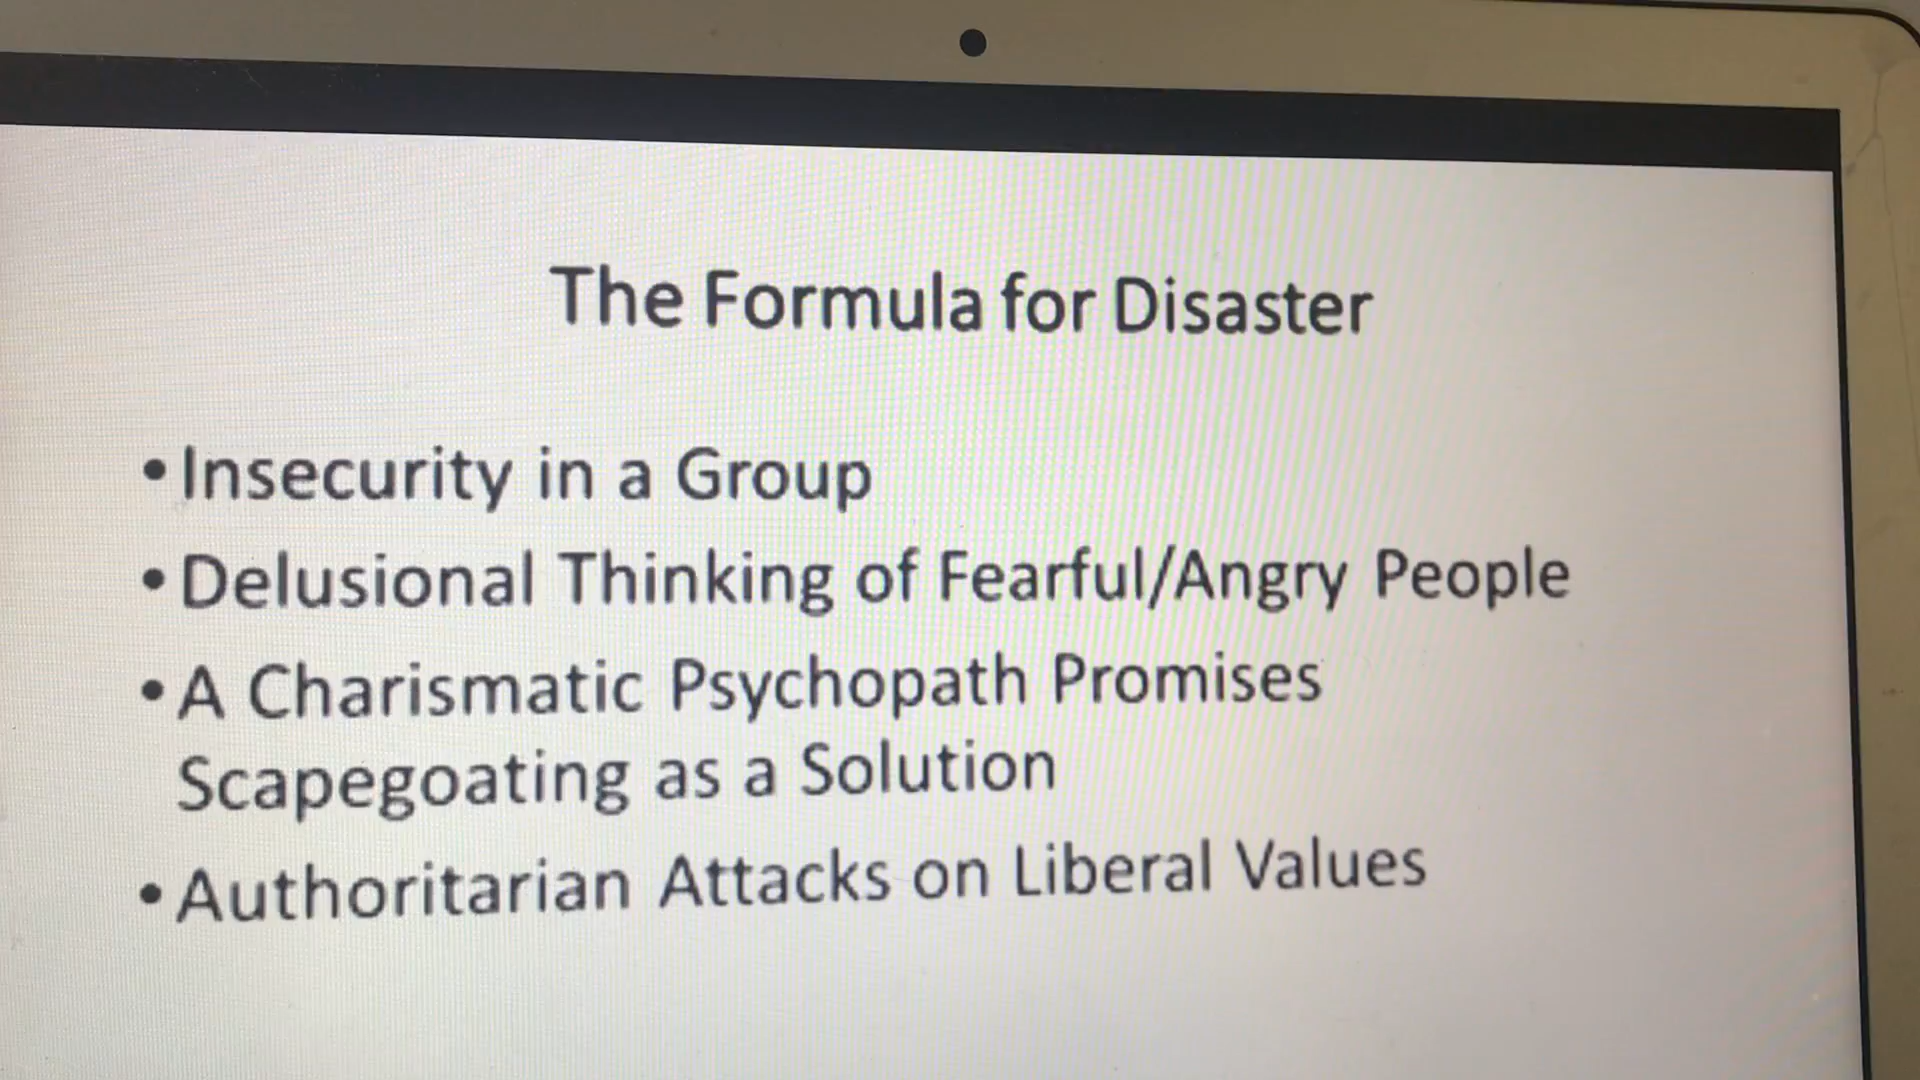 The Formula for Disaster
• Insecurity in a Group
• Delusional Thinking of Fearful/Angry People
• A Charismatic Psychopath Promises
Scapegoating as a Solution
• Authoritarian Attacks on Liberal Values